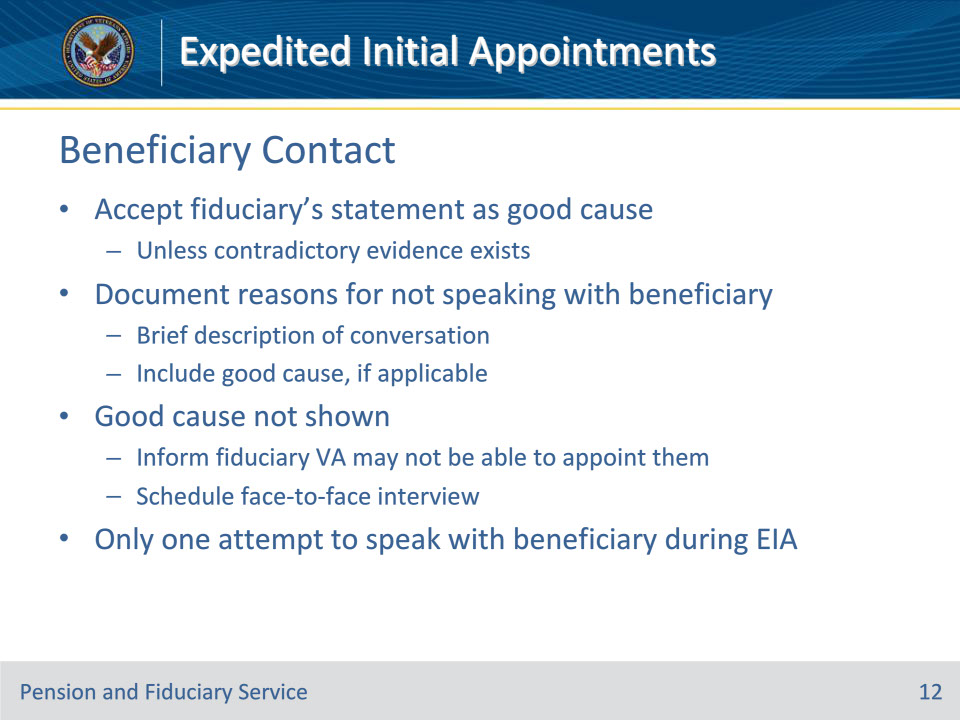 Expedited Initial Appointments
Beneficiary Contact
• Accept fiduciary’s statement as good cause
– Unless contradictory evidence exists
• Document reasons for not speaking with beneficiary
– Brief description of conversation
– Include good cause, if applicable
• Good cause not shown
– Inform fiduciary VA may not be able to appoint them
– Schedule face-to-face interview
• Only one attempt to speak with beneficiary during EIA
Pension and Fiduciary Service
12